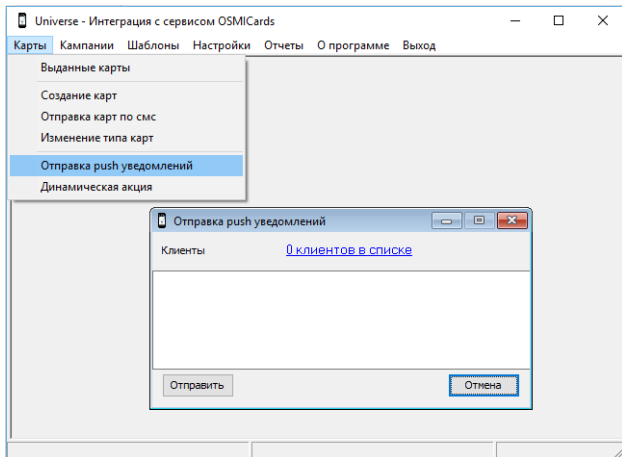 Universe - Интеграция с сервисом OSMICards
Карты Кампании Шаблоны Настройки Отчеты О программе Выход
Выданные карты
Создание карт
Отправка карт по смс
Изменение типа карт
Отправка push уведомлений
Динамическая акция
Отправка push уведомлений
Клиенты 0 клиентов в списке
Отправить Отмена